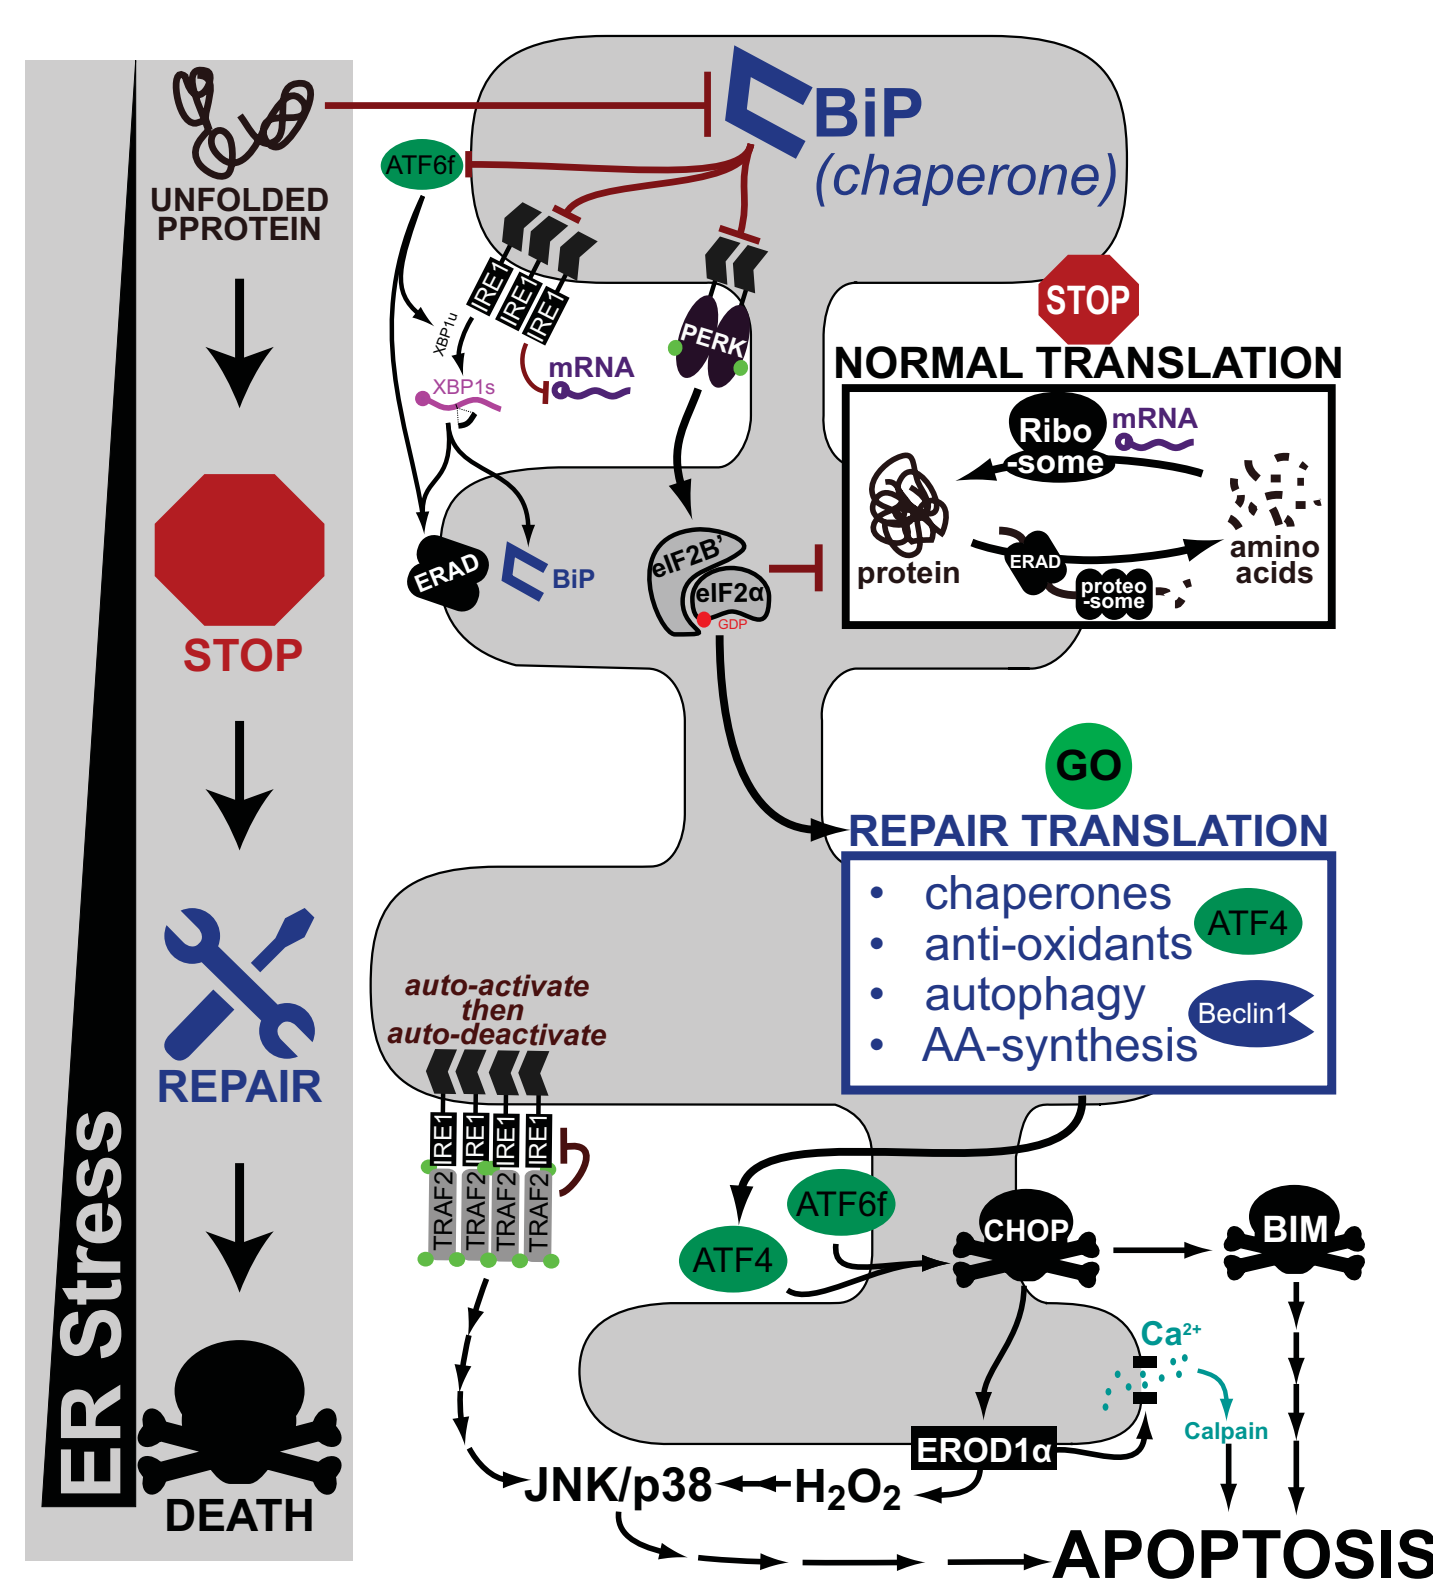 UNFOLDED
PPROTEIN
STOP
REPAIR
DEATH
ER Stress
BiP
(chaperone)
ATF6f
IRE1
IRE1
IRE1
PERK
XBP1u
XBP1s
mRNA
ERAD
BiP
eIF2B’
eIF2α
GDP
STOP
NORMAL TRANSLATION
Ribo
-some
mRNA
protein
amino
acids
ERAD
proteo
-some
GO
REPAIR TRANSLATION
• chaperones
• anti-oxidants
• autophagy
• AA-synthesis
ATF4
Beclin1
auto-activate
then
auto-deactivate
IRE1
IRE1
IRE1
IRE1
TRAF2
TRAF2
TRAF2
TRAF2
ATF6f
ATF4
CHOP
BIM
Ca2+
Calpain
EROD1α
JNK/p38
H2O2
APOPTOSIS